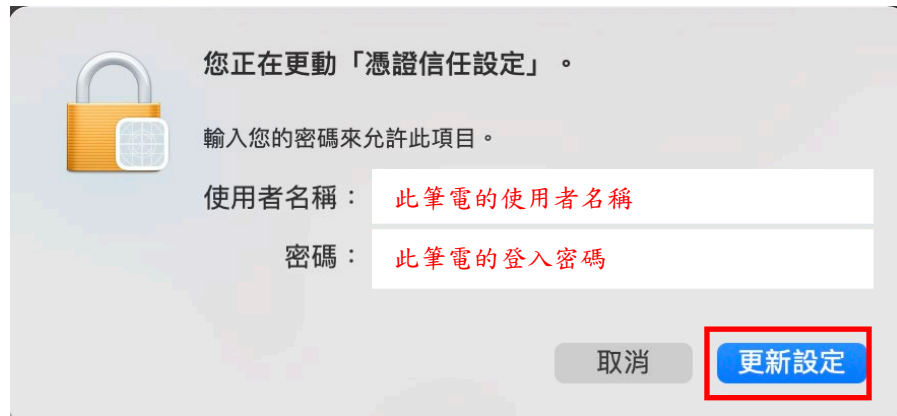 您正在更動「憑證信任設定」。
輸入您的密碼來允許此項目。
使用者名稱：此筆電的使用者名稱
密碼：此筆電的登入密碼
取消 更新設定